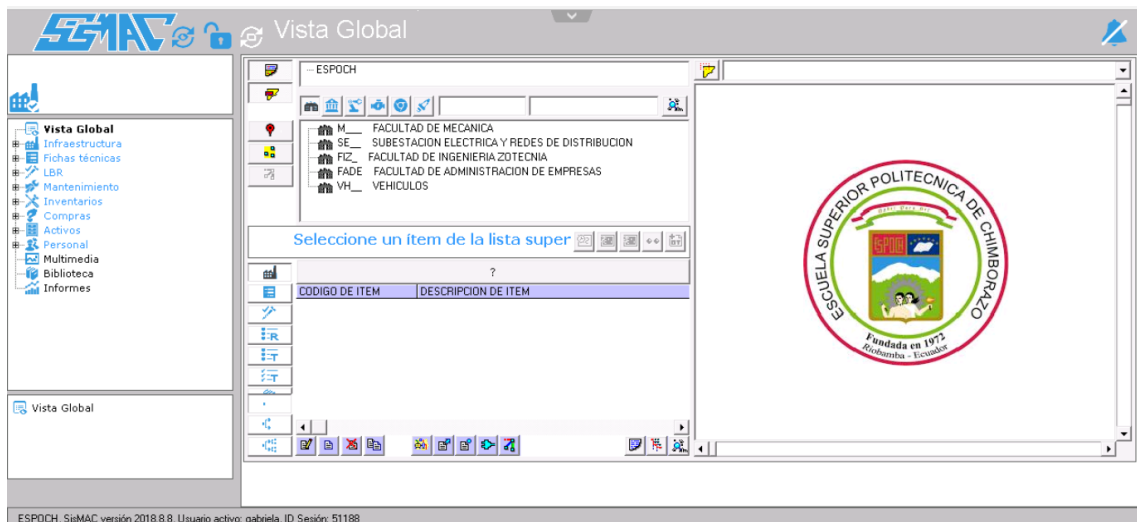 SisMAC Vista Global
ESPOCH
M___ FACULTAD DE MECANICA
SE__ SUBESTACION ELECTRICA Y REDES DE DISTRIBUCION
FIZ_ FACULTAD DE INGENIERIA ZOTECNIA
FADE FACULTAD DE ADMINISTRACION DE EMPRESAS
VH__ VEHICULOS
Vista Global
Infraestructura
Fichas técnicas
LBR
Mantenimiento
Inventarios
Compras
Activos
Personal
Multimedia
Biblioteca
Informes
Seleccione un ítem de la lista super
?
CODIGO DE ITEM DESCRIPCION DE ITEM
R
T
T
Vista Global
ESCUELA SUPERIOR POLITECNICA DE CHIMBORAZO
ESPOCH
Fundada en 1972
Riobamba - Ecuador
ESPOCH. SisMAC versión 2018.8.8. Usuario activo: gabriela. ID Sesión: 51188